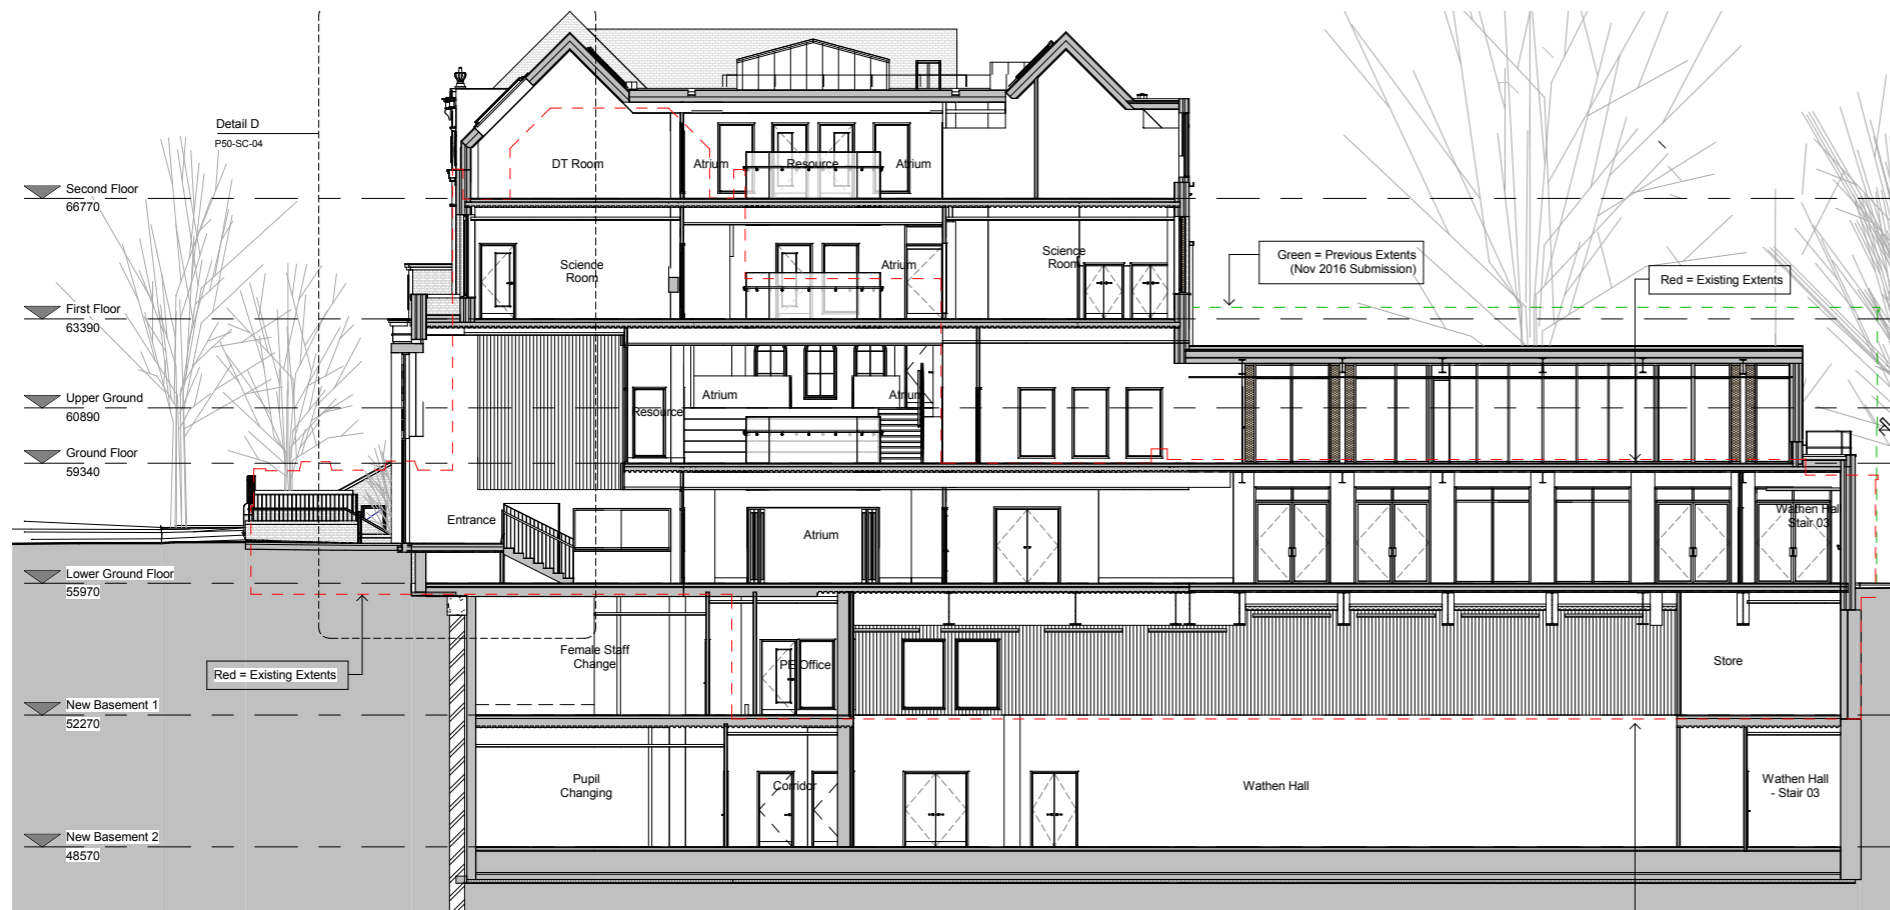 Detail D
P50-SC-04
Second Floor
66770
First Floor
63390
Upper Ground
60890
Ground Floor
59340
Lower Ground Floor
55970
New Basement 1
52270
New Basement 2
48570
DT Room
Atrium
Resource
Atrium
Science
Room
Atrium
Science
Room
Green = Previous Extents
(Nov 2016 Submission)
Red = Existing Extents
Resource
Atrium
Atrium
Entrance
Atrium
Wathen Hall
Stair 03
Red = Existing Extents
Female Staff
Change
PE Office
Store
Pupil
Changing
Corridor
Wathen Hall
Wathen Hall
- Stair 03